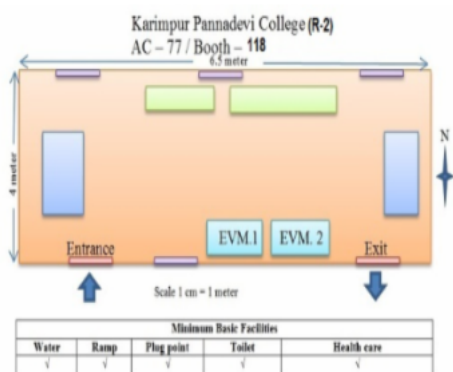 Karimpur Pannadevi College (R-2)
AC – 77 / Booth – 118
6.5 meter
4 meter
N
EVM.1 EVM. 2
Entrance Exit
Scale 1 cm = 1 meter
Minimum Basic Facilities
Water Ramp Plug point Toilet Health care
√ √ √ √ √